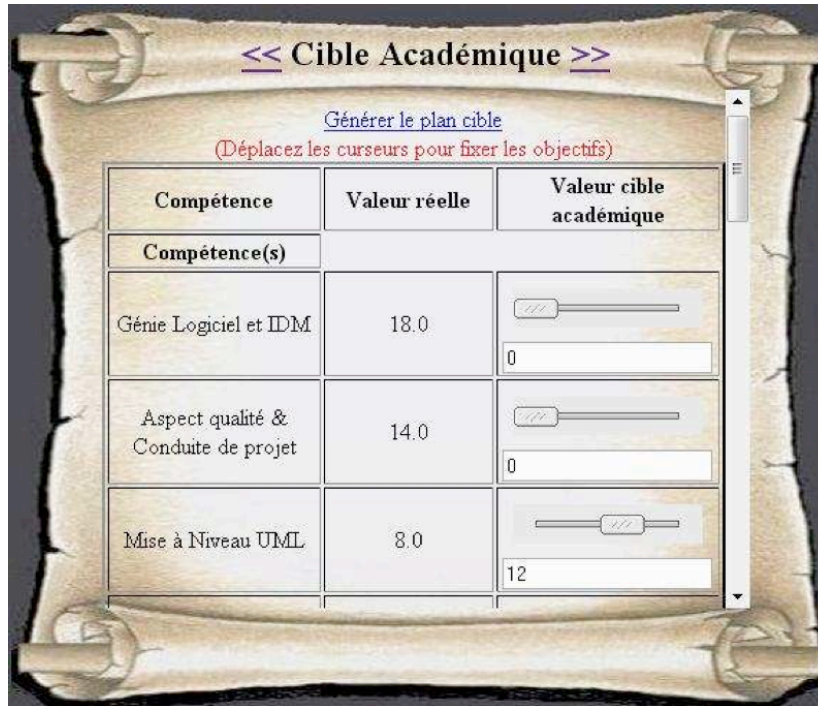 << Cible Académique >>
Générer le plan cible
(Déplacez les curseurs pour fixer les objectifs)
Compétence Valeur réelle Valeur cible académique
Compétence(s)
Génie Logiciel et IDM 18.0 0
Aspect qualité & Conduite de projet 14.0 0
Mise à Niveau UML 8.0 12